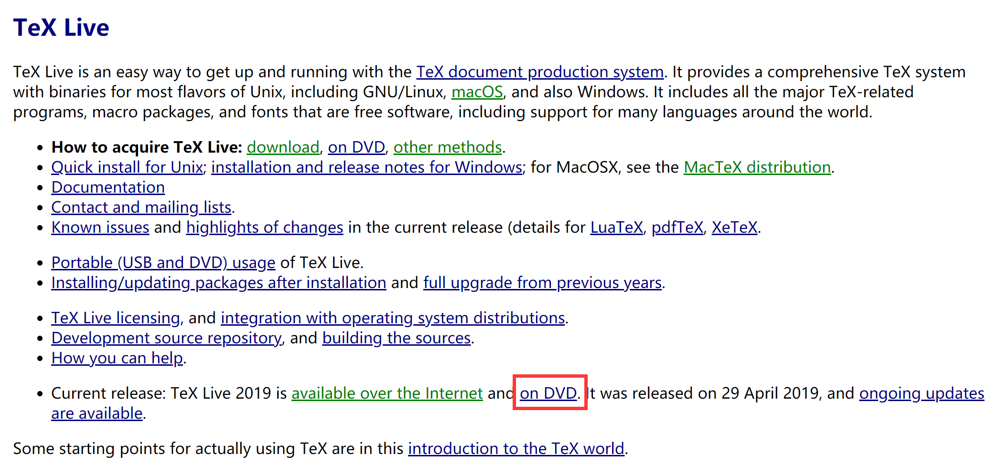 TeX Live
TeX Live is an easy way to get up and running with the TeX document production system. It provides a comprehensive TeX system
with binaries for most flavors of Unix, including GNU/Linux, macOS, and also Windows. It includes all the major TeX-related
programs, macro packages, and fonts that are free software, including support for many languages around the world.
• How to acquire TeX Live: download, on DVD, other methods.
• Quick install for Unix; installation and release notes for Windows; for MacOSX, see the MacTeX distribution.
• Documentation
• Contact and mailing lists.
• Known issues and highlights of changes in the current release (details for LuaTeX, pdfTeX, XeTeX.
• Portable (USB and DVD) usage of TeX Live.
• Installing/updating packages after installation and full upgrade from previous years.
• TeX Live licensing, and integration with operating system distributions.
• Development source repository, and building the sources.
• How you can help.
• Current release: TeX Live 2019 is available over the Internet and on DVD. It was released on 29 April 2019, and ongoing updates
are available.
Some starting points for actually using TeX are in this introduction to the TeX world.